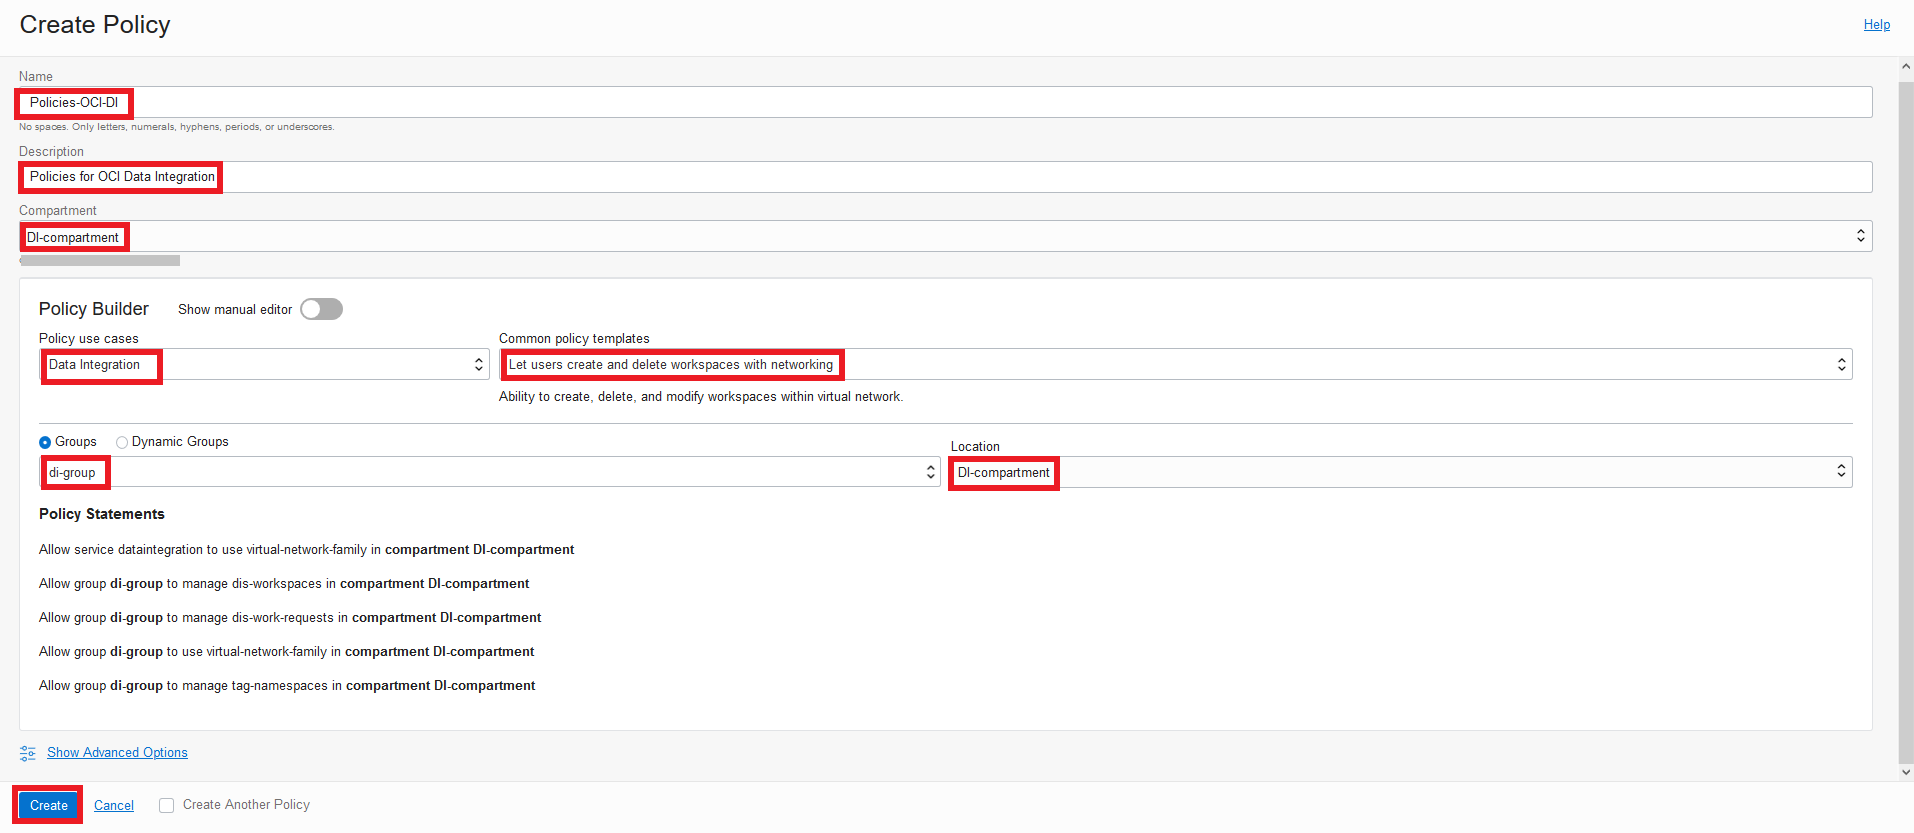 Create Policy
Help
Name
Policies-OCI-DI
No spaces. Only letters, numerals, hyphens, periods, or underscores.
Description
Policies for OCI Data Integration
Compartment
DI-compartment
Policy Builder Show manual editor
Policy use cases Common policy templates
Data Integration Let users create and delete workspaces with networking
Ability to create, delete, and modify workspaces within virtual network.
Groups Dynamic Groups
Location
di-group DI-compartment
Policy Statements
Allow service dataintegration to use virtual-network-family in compartment DI-compartment
Allow group di-group to manage dis-workspaces in compartment DI-compartment
Allow group di-group to manage dis-work-requests in compartment DI-compartment
Allow group di-group to use virtual-network-family in compartment DI-compartment
Allow group di-group to manage tag-namespaces in compartment DI-compartment
Show Advanced Options
Create Cancel Create Another Policy